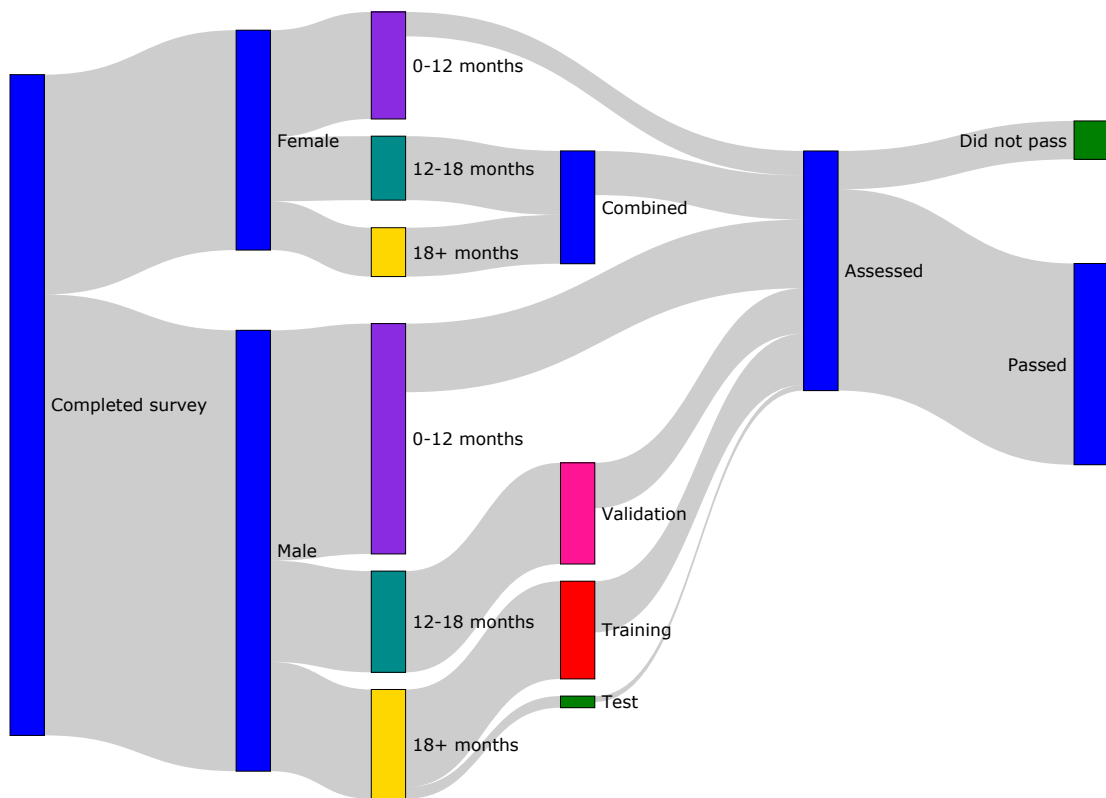 0-12 months
Female
Did not pass
12-18 months
Combined
18+ months
Assessed
Passed
Completed survey
0-12 months
Validation
Male
12-18 months
Training
Test
18+ months